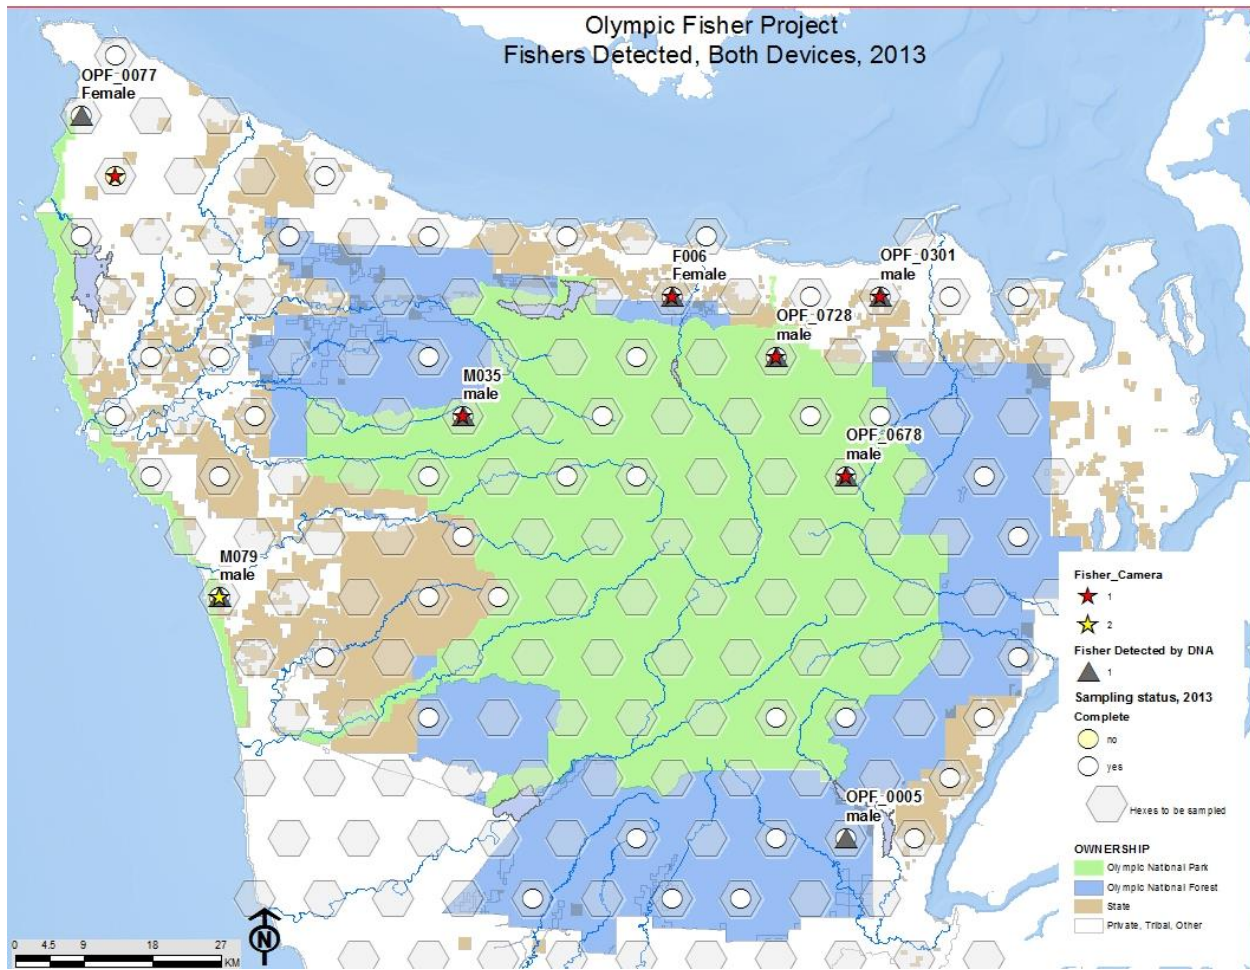 Olympic Fisher Project
Fishers Detected, Both Devices, 2013
OPF_0077
Female
F006
Female
OPF_0301
male
OPF_0728
male
M035
male
OPF_0678
male
M079
male
OPF_0005
male
Fisher_Camera
1
2
Fisher Detected by DNA
1
Sampling status, 2013
Complete
no
yes
Hexes to be sampled
OWNERSHIP
Olympic National Park
Olympic National Forest
State
Private, Tribal, Other
N
0 4.5 9 18 27
KM